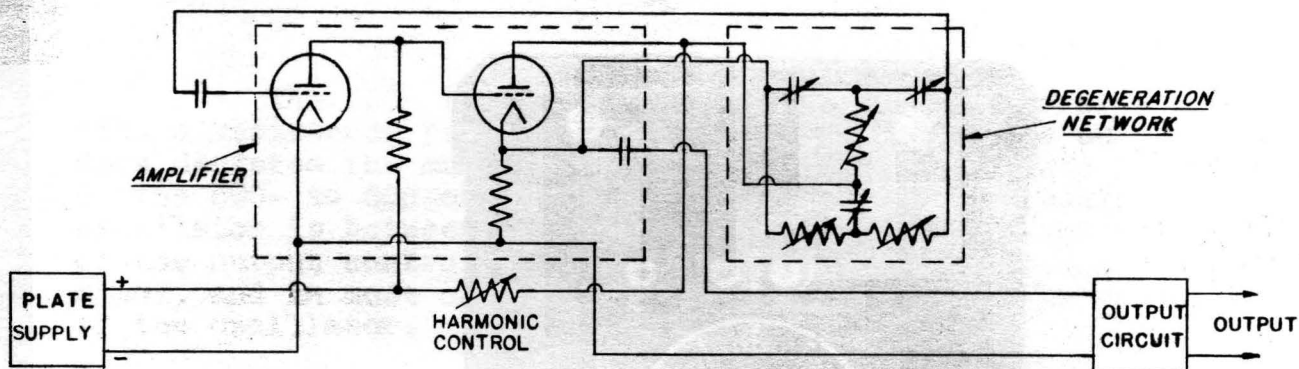 AMPLIFIER
DEGENERATION
NETWORK
PLATE
SUPPLY
+
−
HARMONIC
CONTROL
OUTPUT
CIRCUIT
OUTPUT